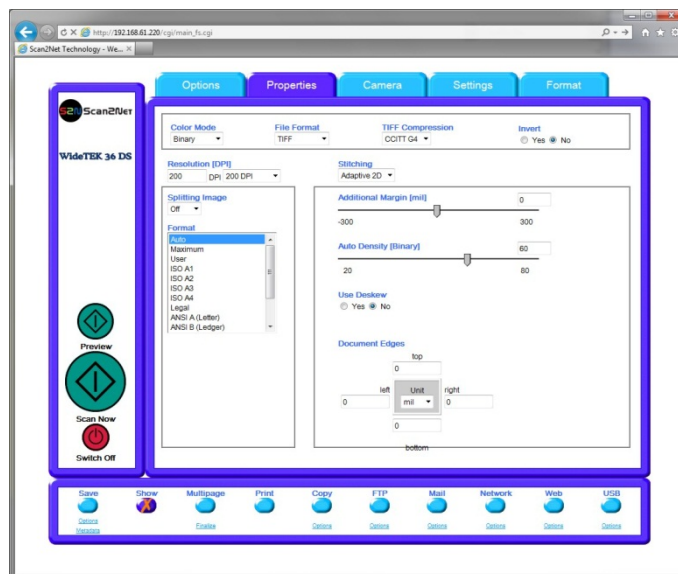 http://192.168.61.220/cgi/main_fs.cgi
Scan2Net Technology - We...
Options Properties Camera Settings Format
S2N Scan2Net
WideTEK 36 DS
Color Mode File Format TIFF Compression Invert
Binary TIFF CCITT G4 Yes No
Resolution [DPI] Stitching
200 DPI 200 DPI Adaptive 2D
Splitting Image
Off
Format
Auto
Maximum
User
ISO A1
ISO A2
ISO A3
ISO A4
Legal
ANSI A (Letter)
ANSI B (Ledger)
Additional Margin [mil] 0
-300 300
Auto Density (Binary) 60
20 80
Use Deskew
Yes No
Document Edges
top
0
left Unit right
0 mil 0
0
bottom
Preview
Scan Now
Switch Off
Save Show Multipage Print Copy FTP Mail Network Web USB
Options Finalize Options Options Options Options Options Options
Metadata